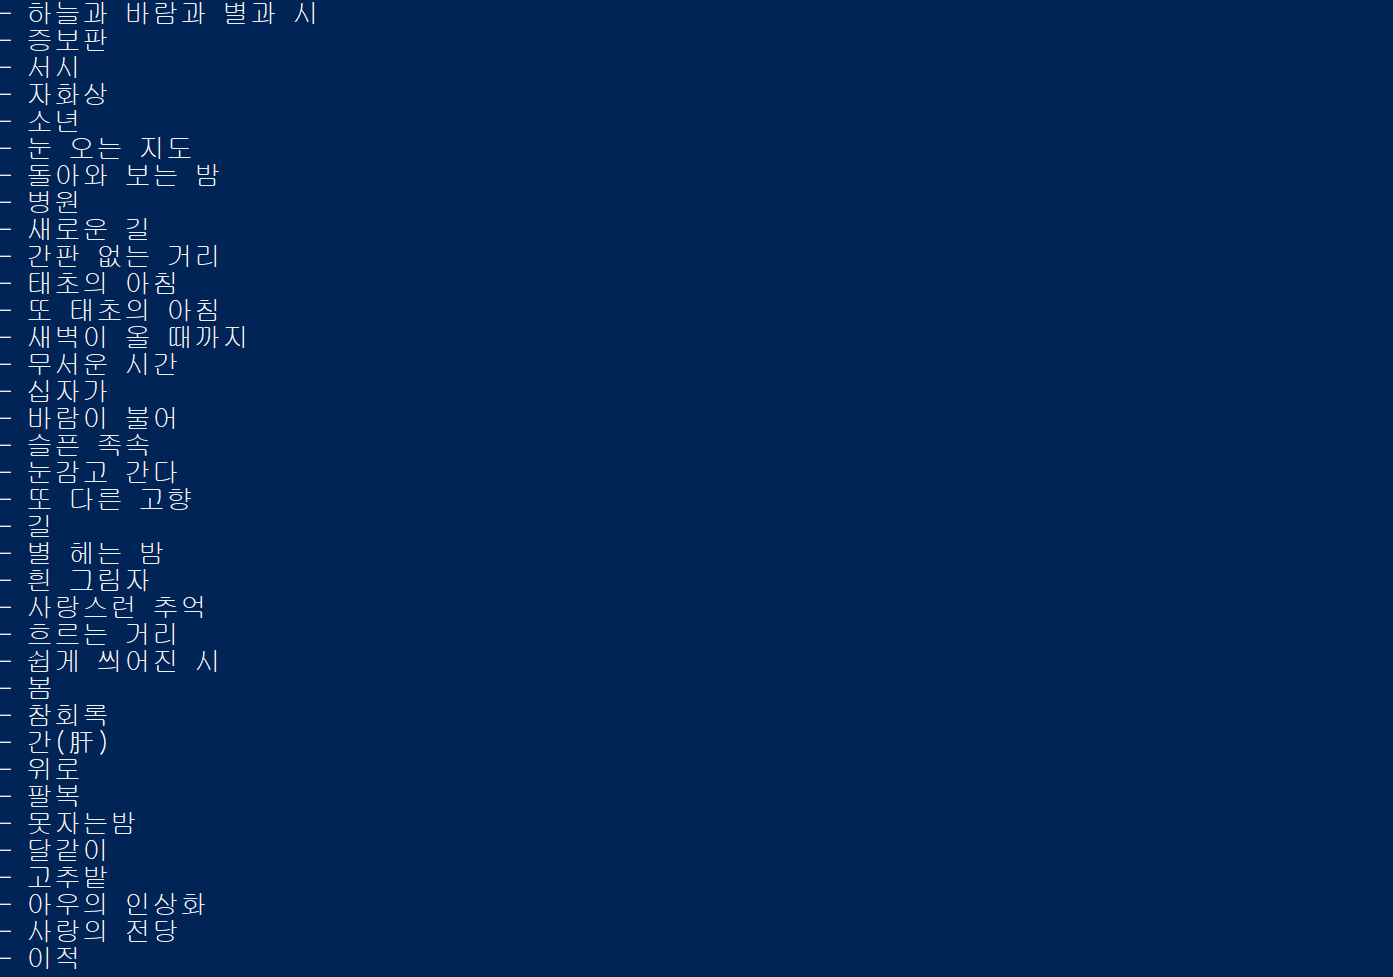 - 하늘과 바람과 별과 시
- 증보판
- 서시
- 자화상
- 소년
- 눈 오는 지도
- 돌아와 보는 밤
- 병원
- 새로운 길
- 간판 없는 거리
- 태초의 아침
- 또 태초의 아침
- 새벽이 올 때까지
- 무서운 시간
- 십자가
- 바람이 불어
- 슬픈 족속
- 눈감고 간다
- 또 다른 고향
- 길
- 별 헤는 밤
- 흰 그림자
- 사랑스런 추억
- 흐르는 거리
- 쉽게 씌어진 시
- 봄
- 참회록
- 간(肝)
- 위로
- 팔복
- 못자는밤
- 달같이
- 고추밭
- 아우의 인상화
- 사랑의 전당
- 이적